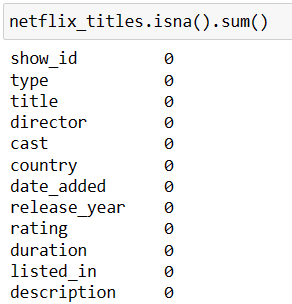 netflix_titles.isna().sum()
show_id 0
type 0
title 0
director 0
cast 0
country 0
date_added 0
release_year 0
rating 0
duration 0
listed_in 0
description 0